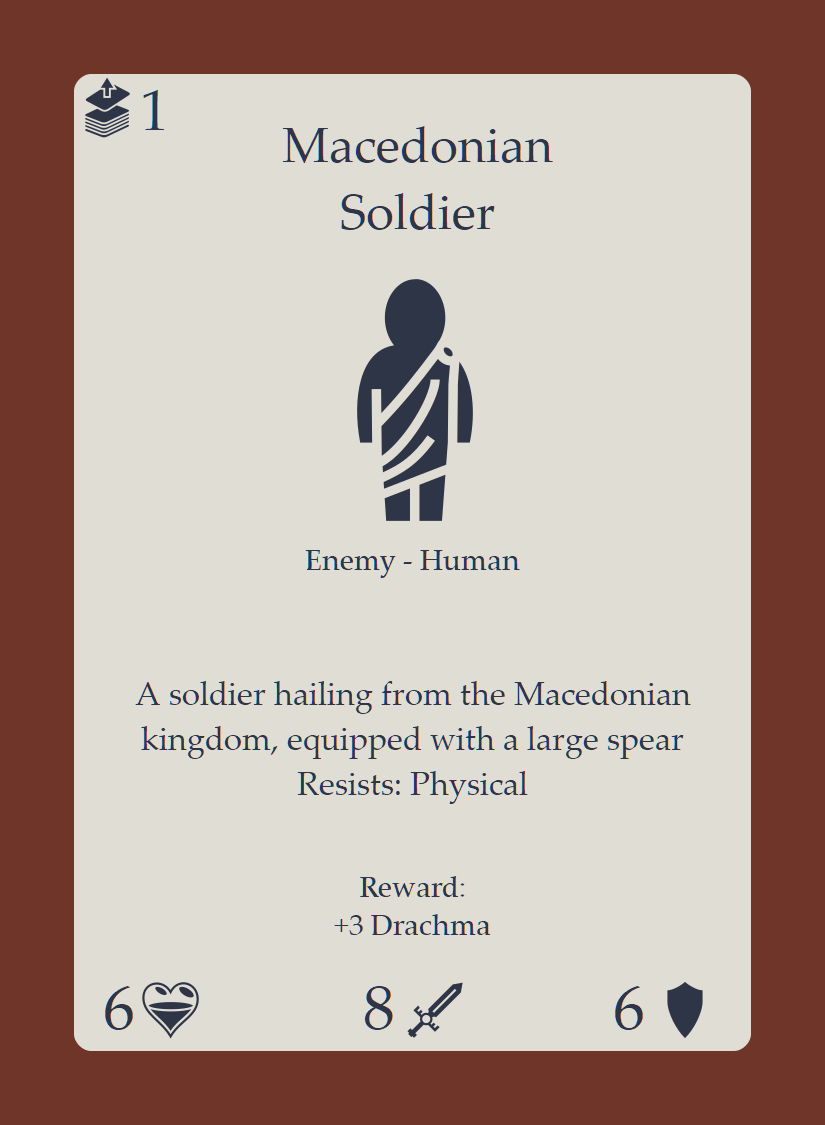 1
Macedonian
Soldier
Enemy - Human
A soldier hailing from the Macedonian
kingdom, equipped with a large spear
Resists: Physical
Reward:
+3 Drachma
6 8 6